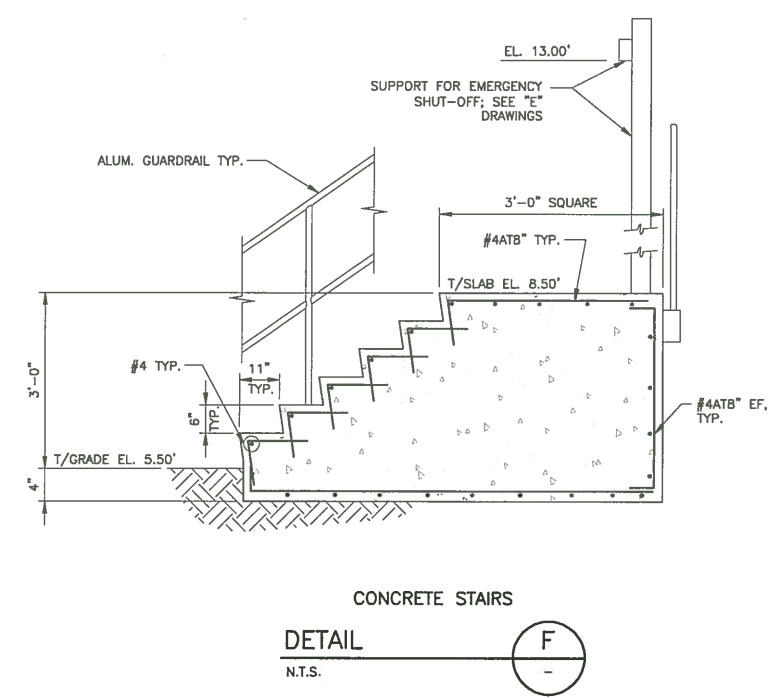 EL. 13.00'
SUPPORT FOR EMERGENCY
SHUT-OFF; SEE "E"
DRAWINGS
ALUM. GUARDRAIL TYP.
3'-0" SQUARE
#4AT8" TYP.
T/SLAB EL. 8.50'
#4 TYP.
11"
TYP.
3'-0"
6"
TYP.
#4AT8" EF,
TYP.
T/GRADE EL. 5.50'
4"
CONCRETE STAIRS
DETAIL
F
N.T.S.
-